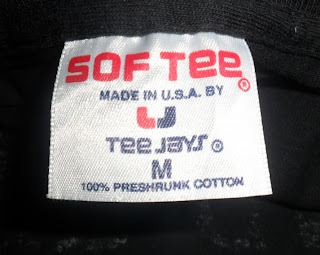 SOF TEE®
MADE IN U.S.A. BY
TEE JAYS ®
M
100% PRESHRUNK COTTON